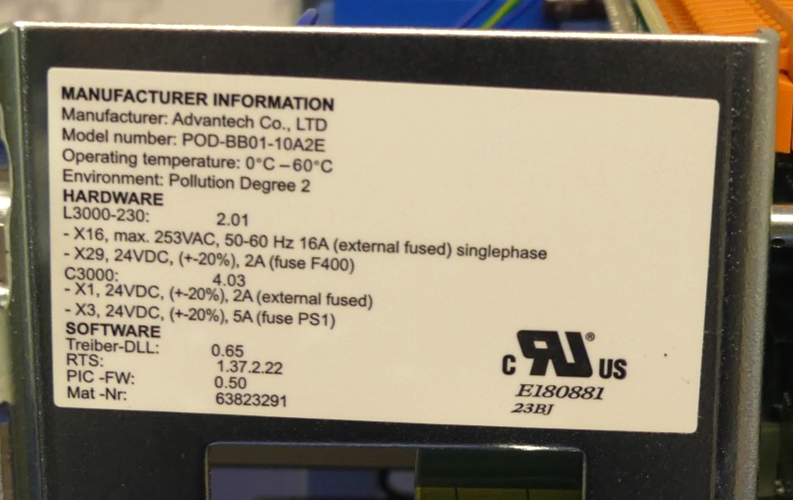 MANUFACTURER INFORMATION
Manufacturer: Advantech Co., LTD
Model number: POD-BB01-10A2E
Operating temperature: 0°C – 60°C
Environment: Pollution Degree 2
HARDWARE
L3000-230: 2.01
- X16, max. 253VAC, 50-60 Hz 16A (external fused) singlephase
- X29, 24VDC, (+-20%), 2A (fuse F400)
C3000: 4.03
- X1, 24VDC, (+-20%), 2A (external fused)
- X3, 24VDC, (+-20%), 5A (fuse PS1)
SOFTWARE
Treiber-DLL: 0.65
RTS: 1.37.2.22
PIC -FW: 0.50
Mat -Nr: 63823291
C RU ® US
E180881
23BJ